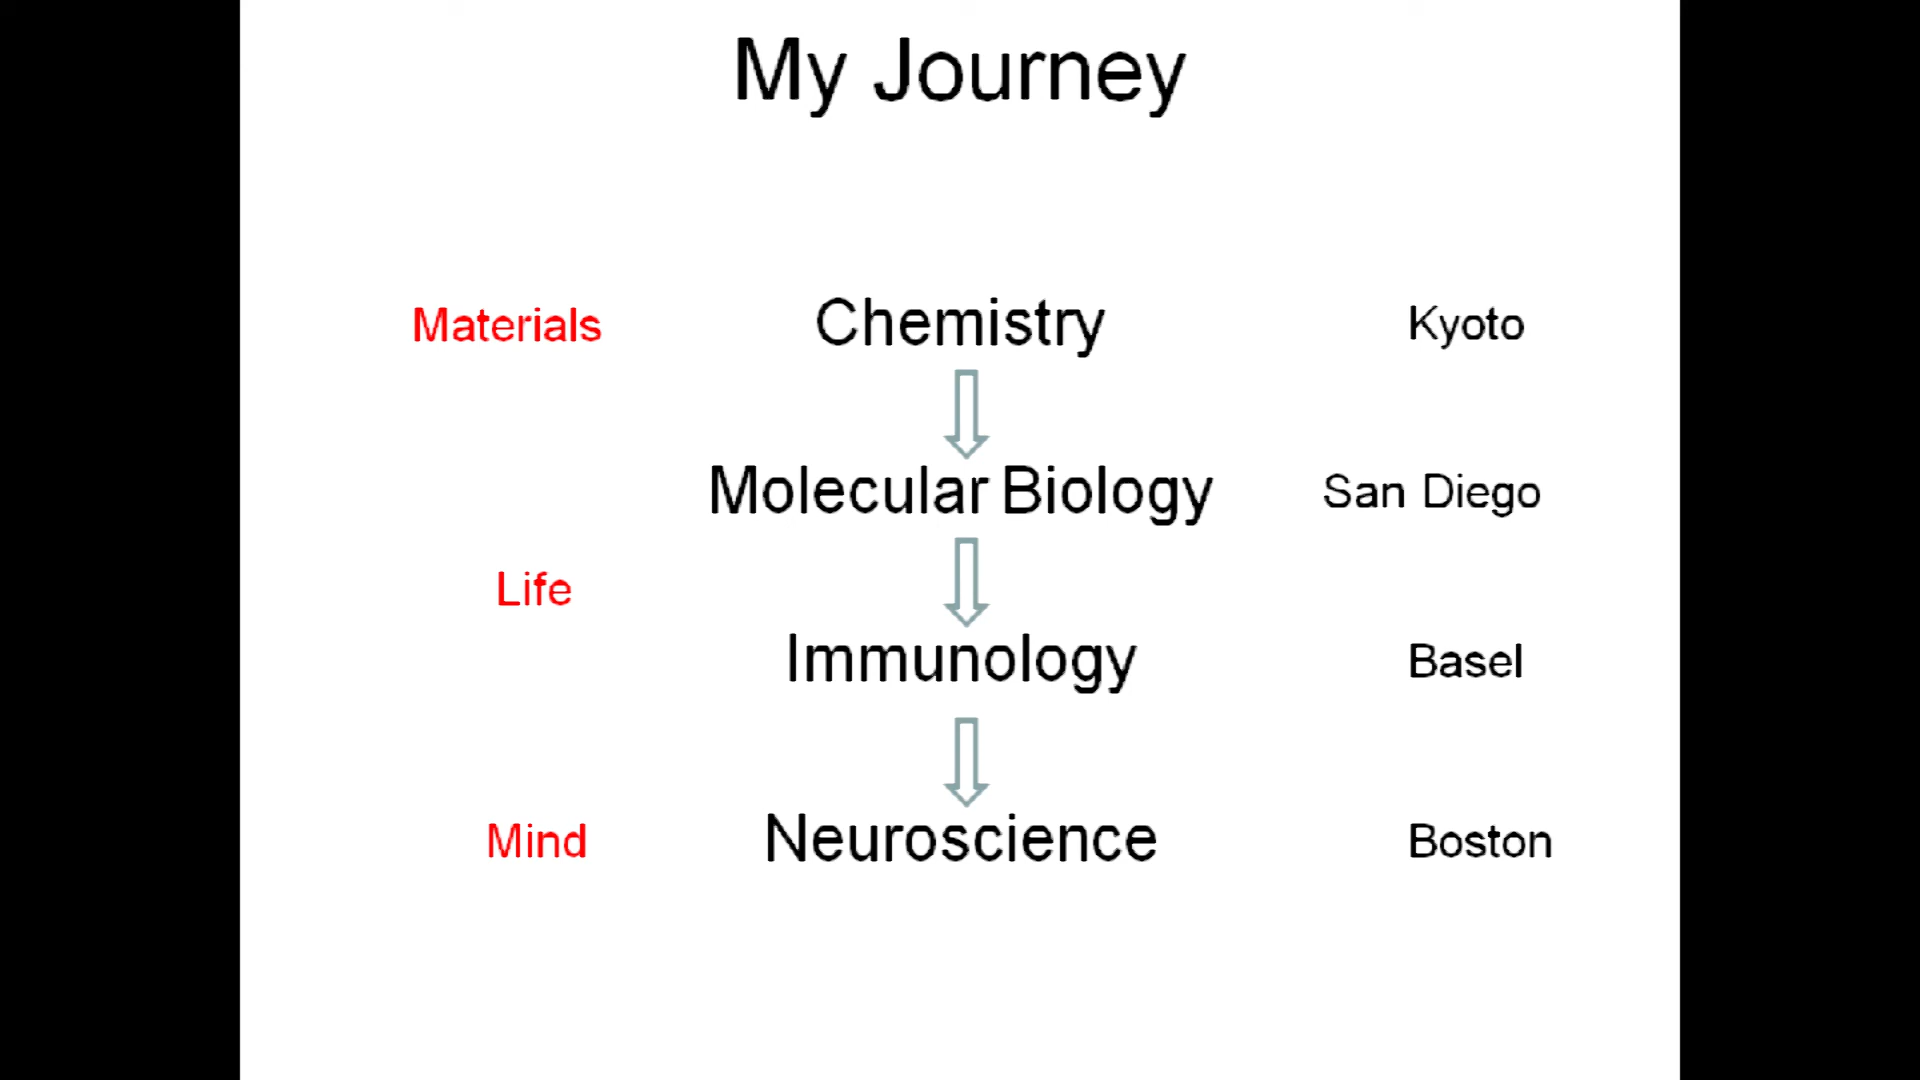 My Journey
Materials Chemistry Kyoto
Molecular Biology San Diego
Life
Immunology Basel
Mind Neuroscience Boston